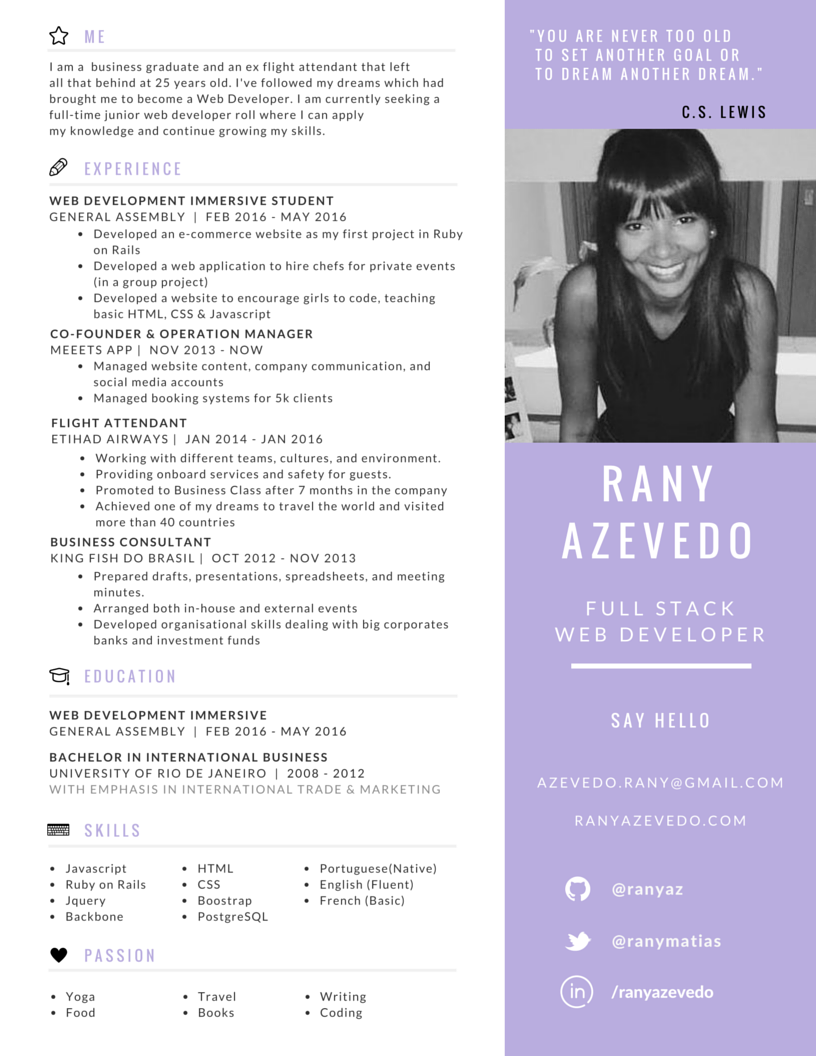 ME
I am a business graduate and an ex flight attendant that left
all that behind at 25 years old. I've followed my dreams which had
brought me to become a Web Developer. I am currently seeking a
full-time junior web developer roll where I can apply
my knowledge and continue growing my skills.
EXPERIENCE
WEB DEVELOPMENT IMMERSIVE STUDENT
GENERAL ASSEMBLY | FEB 2016 - MAY 2016
• Developed an e-commerce website as my first project in Ruby
on Rails
• Developed a web application to hire chefs for private events
(in a group project)
• Developed a website to encourage girls to code, teaching
basic HTML, CSS & Javascript
CO-FOUNDER & OPERATION MANAGER
MEEETS APP | NOV 2013 - NOW
• Managed website content, company communication, and
social media accounts
• Managed booking systems for 5k clients
FLIGHT ATTENDANT
ETIHAD AIRWAYS | JAN 2014 - JAN 2016
• Working with different teams, cultures, and environment.
• Providing onboard services and safety for guests.
• Promoted to Business Class after 7 months in the company
• Achieved one of my dreams to travel the world and visited
more than 40 countries
BUSINESS CONSULTANT
KING FISH DO BRASIL | OCT 2012 - NOV 2013
• Prepared drafts, presentations, spreadsheets, and meeting
minutes.
• Arranged both in-house and external events
• Developed organisational skills dealing with big corporates
banks and investment funds
EDUCATION
WEB DEVELOPMENT IMMERSIVE
GENERAL ASSEMBLY | FEB 2016 - MAY 2016
BACHELOR IN INTERNATIONAL BUSINESS
UNIVERSITY OF RIO DE JANEIRO | 2008 - 2012
WITH EMPHASIS IN INTERNATIONAL TRADE & MARKETING
SKILLS
• Javascript
• Ruby on Rails
• Jquery
• Backbone
• HTML
• CSS
• Boostrap
• PostgreSQL
• Portuguese(Native)
• English (Fluent)
• French (Basic)
PASSION
• Yoga
• Food
• Travel
• Books
• Writing
• Coding
"YOU ARE NEVER TOO OLD
TO SET ANOTHER GOAL OR
TO DREAM ANOTHER DREAM."
C.S. LEWIS
RANY
AZEVEDO
FULL STACK
WEB DEVELOPER
SAY HELLO
AZEVEDO.RANY@GMAIL.COM
RANYAZEVEDO.COM
@ranyaz
@ranymatias
in /ranyazevedo